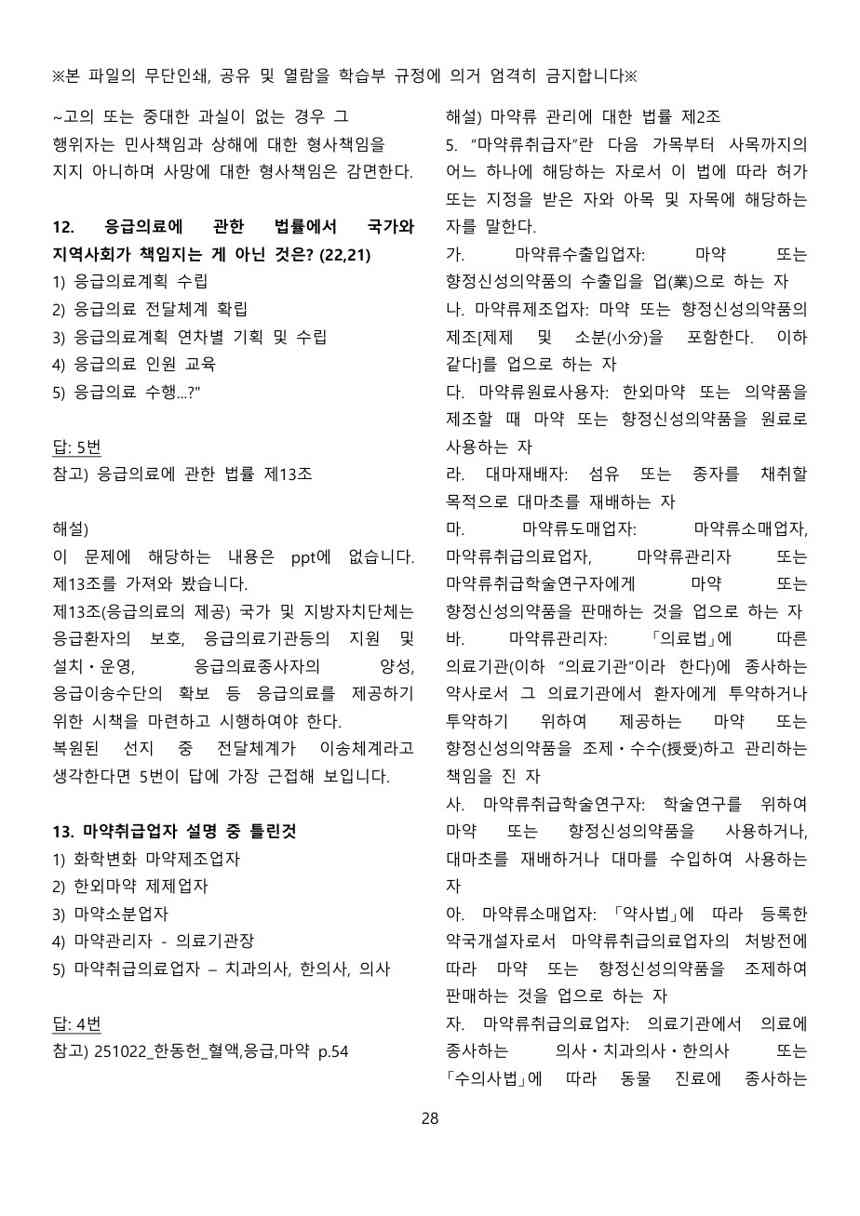 ※본 파일의 무단인쇄, 공유 및 열람을 학습부 규정에 의거 엄격히 금지합니다※
~고의 또는 중대한 과실이 없는 경우 그
행위자는 민사책임과 상해에 대한 형사책임을
지지 아니하며 사망에 대한 형사책임은 감면한다.
12. 응급의료에 관한 법률에서 국가와
지역사회가 책임지는 게 아닌 것은? (22,21)
1) 응급의료계획 수립
2) 응급의료 전달체계 확립
3) 응급의료계획 연차별 기획 및 수립
4) 응급의료 인원 교육
5) 응급의료 수행...?"
답: 5번
참고) 응급의료에 관한 법률 제13조
해설)
이 문제에 해당하는 내용은 ppt에 없습니다.
제13조를 가져와 봤습니다.
제13조(응급의료의 제공) 국가 및 지방자치단체는
응급환자의 보호, 응급의료기관등의 지원 및
설치・운영, 응급의료종사자의 양성,
응급이송수단의 확보 등 응급의료를 제공하기
위한 시책을 마련하고 시행하여야 한다.
복원된 선지 중 전달체계가 이송체계라고
생각한다면 5번이 답에 가장 근접해 보입니다.
13. 마약취급업자 설명 중 틀린것
1) 화학변화 마약제조업자
2) 한외마약 제제업자
3) 마약소분업자
4) 마약관리자 - 의료기관장
5) 마약취급의료업자 – 치과의사, 한의사, 의사
답: 4번
참고) 251022_한동헌_혈액,응급,마약 p.54
해설) 마약류 관리에 대한 법률 제2조
5. "마약류취급자"란 다음 가목부터 사목까지의
어느 하나에 해당하는 자로서 이 법에 따라 허가
또는 지정을 받은 자와 아목 및 자목에 해당하는
자를 말한다.
가. 마약류수출입업자: 마약 또는
향정신성의약품의 수출입을 업(業)으로 하는 자
나. 마약류제조업자: 마약 또는 향정신성의약품의
제조[제제 및 소분(小分)을 포함한다. 이하
같다]를 업으로 하는 자
다. 마약류원료사용자: 한외마약 또는 의약품을
제조할 때 마약 또는 향정신성의약품을 원료로
사용하는 자
라. 대마재배자: 섬유 또는 종자를 채취할
목적으로 대마초를 재배하는 자
마. 마약류도매업자: 마약류소매업자,
마약류취급의료업자, 마약류관리자 또는
마약류취급학술연구자에게 마약 또는
향정신성의약품을 판매하는 것을 업으로 하는 자
바. 마약류관리자: 「의료법」에 따른
의료기관(이하 "의료기관"이라 한다)에 종사하는
약사로서 그 의료기관에서 환자에게 투약하거나
투약하기 위하여 제공하는 마약 또는
향정신성의약품을 조제・수수(授受)하고 관리하는
책임을 진 자
사. 마약류취급학술연구자: 학술연구를 위하여
마약 또는 향정신성의약품을 사용하거나,
대마초를 재배하거나 대마를 수입하여 사용하는
자
아. 마약류소매업자: 「약사법」에 따라 등록한
약국개설자로서 마약류취급의료업자의 처방전에
따라 마약 또는 향정신성의약품을 조제하여
판매하는 것을 업으로 하는 자
자. 마약류취급의료업자: 의료기관에서 의료에
종사하는 의사・치과의사・한의사 또는
「수의사법」에 따라 동물 진료에 종사하는
28